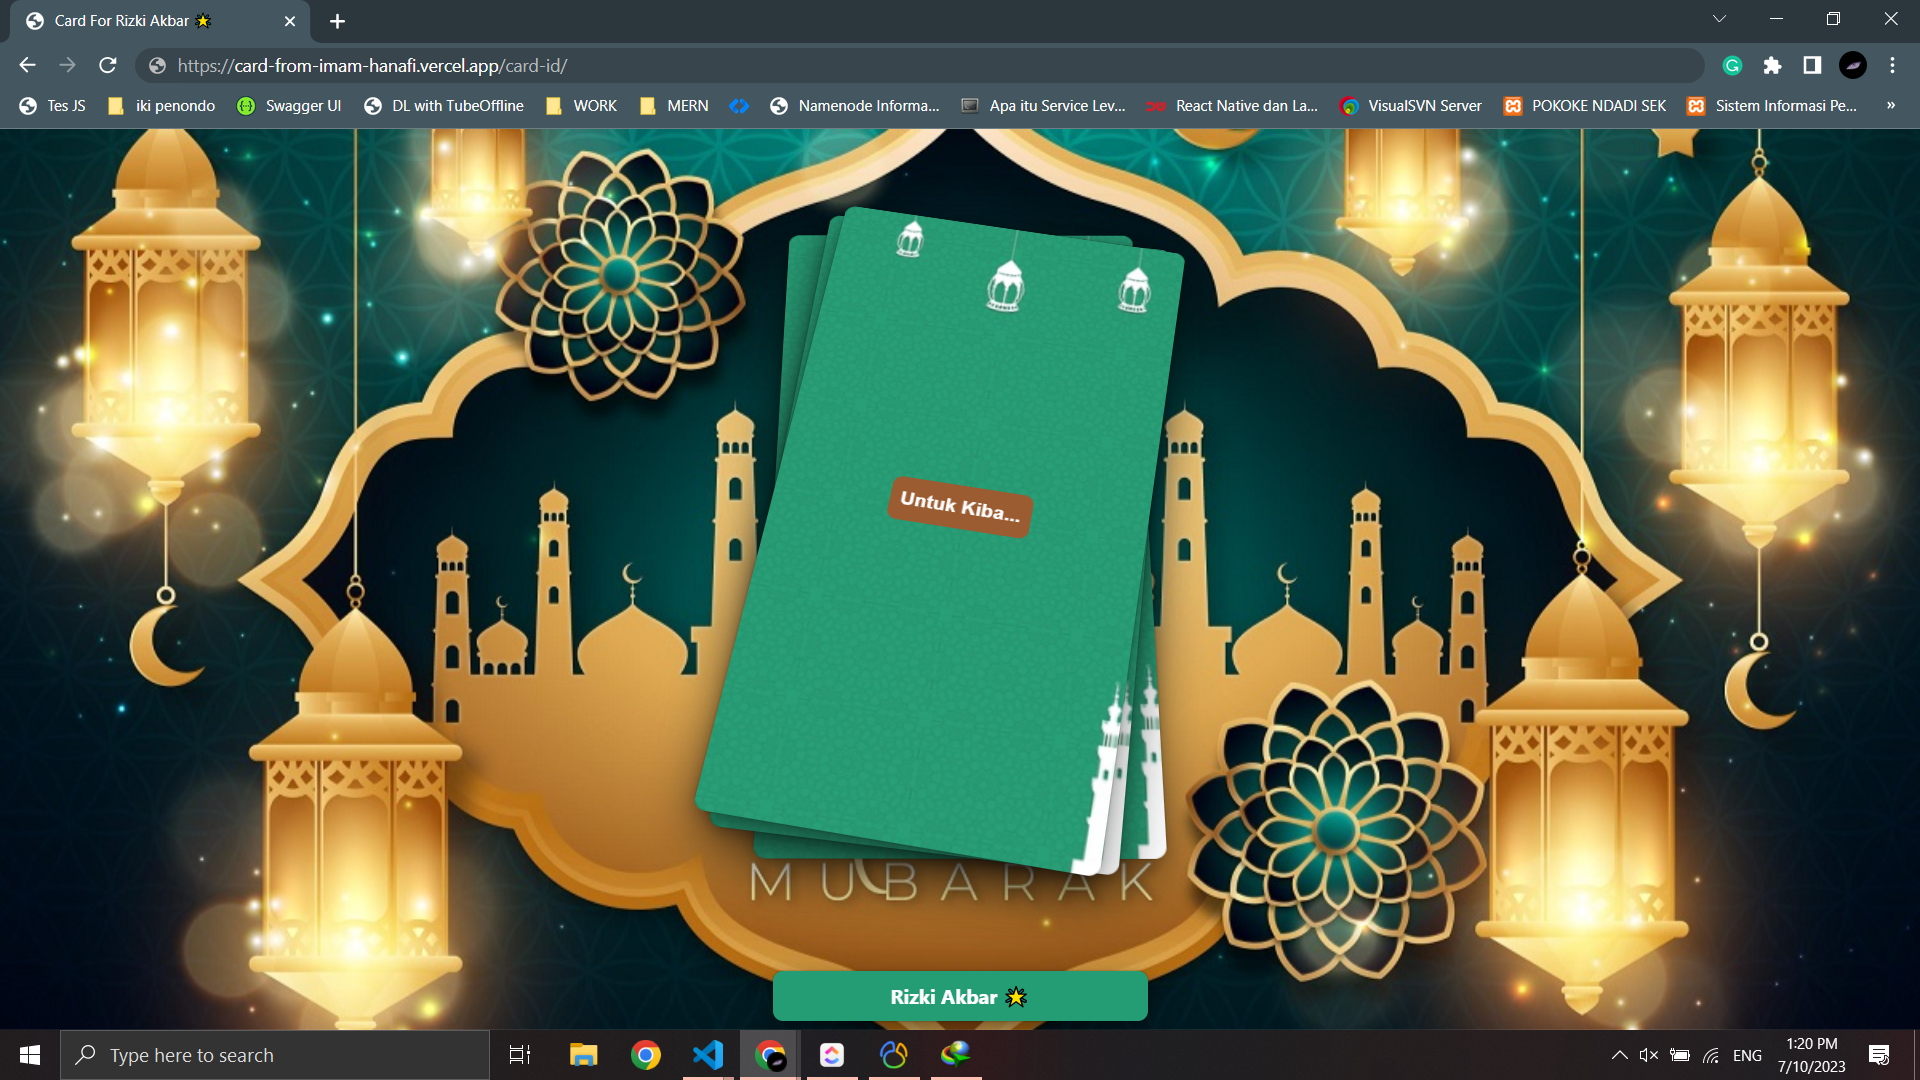 Card For Rizki Akbar 🌟
https://card-from-imam-hanafi.vercel.app/card-id/
Tes JS
iki penondo
Swagger UI
DL with TubeOffline
WORK
MERN
Namenode Informa...
Apa itu Service Lev...
React Native dan La...
VisualSVN Server
POKOKE NDADI SEK
Sistem Informasi Pe...
»
Untuk Kiba...
MUBARAK
Rizki Akbar 🌟
Type here to search
ENG
1:20 PM
7/10/2023